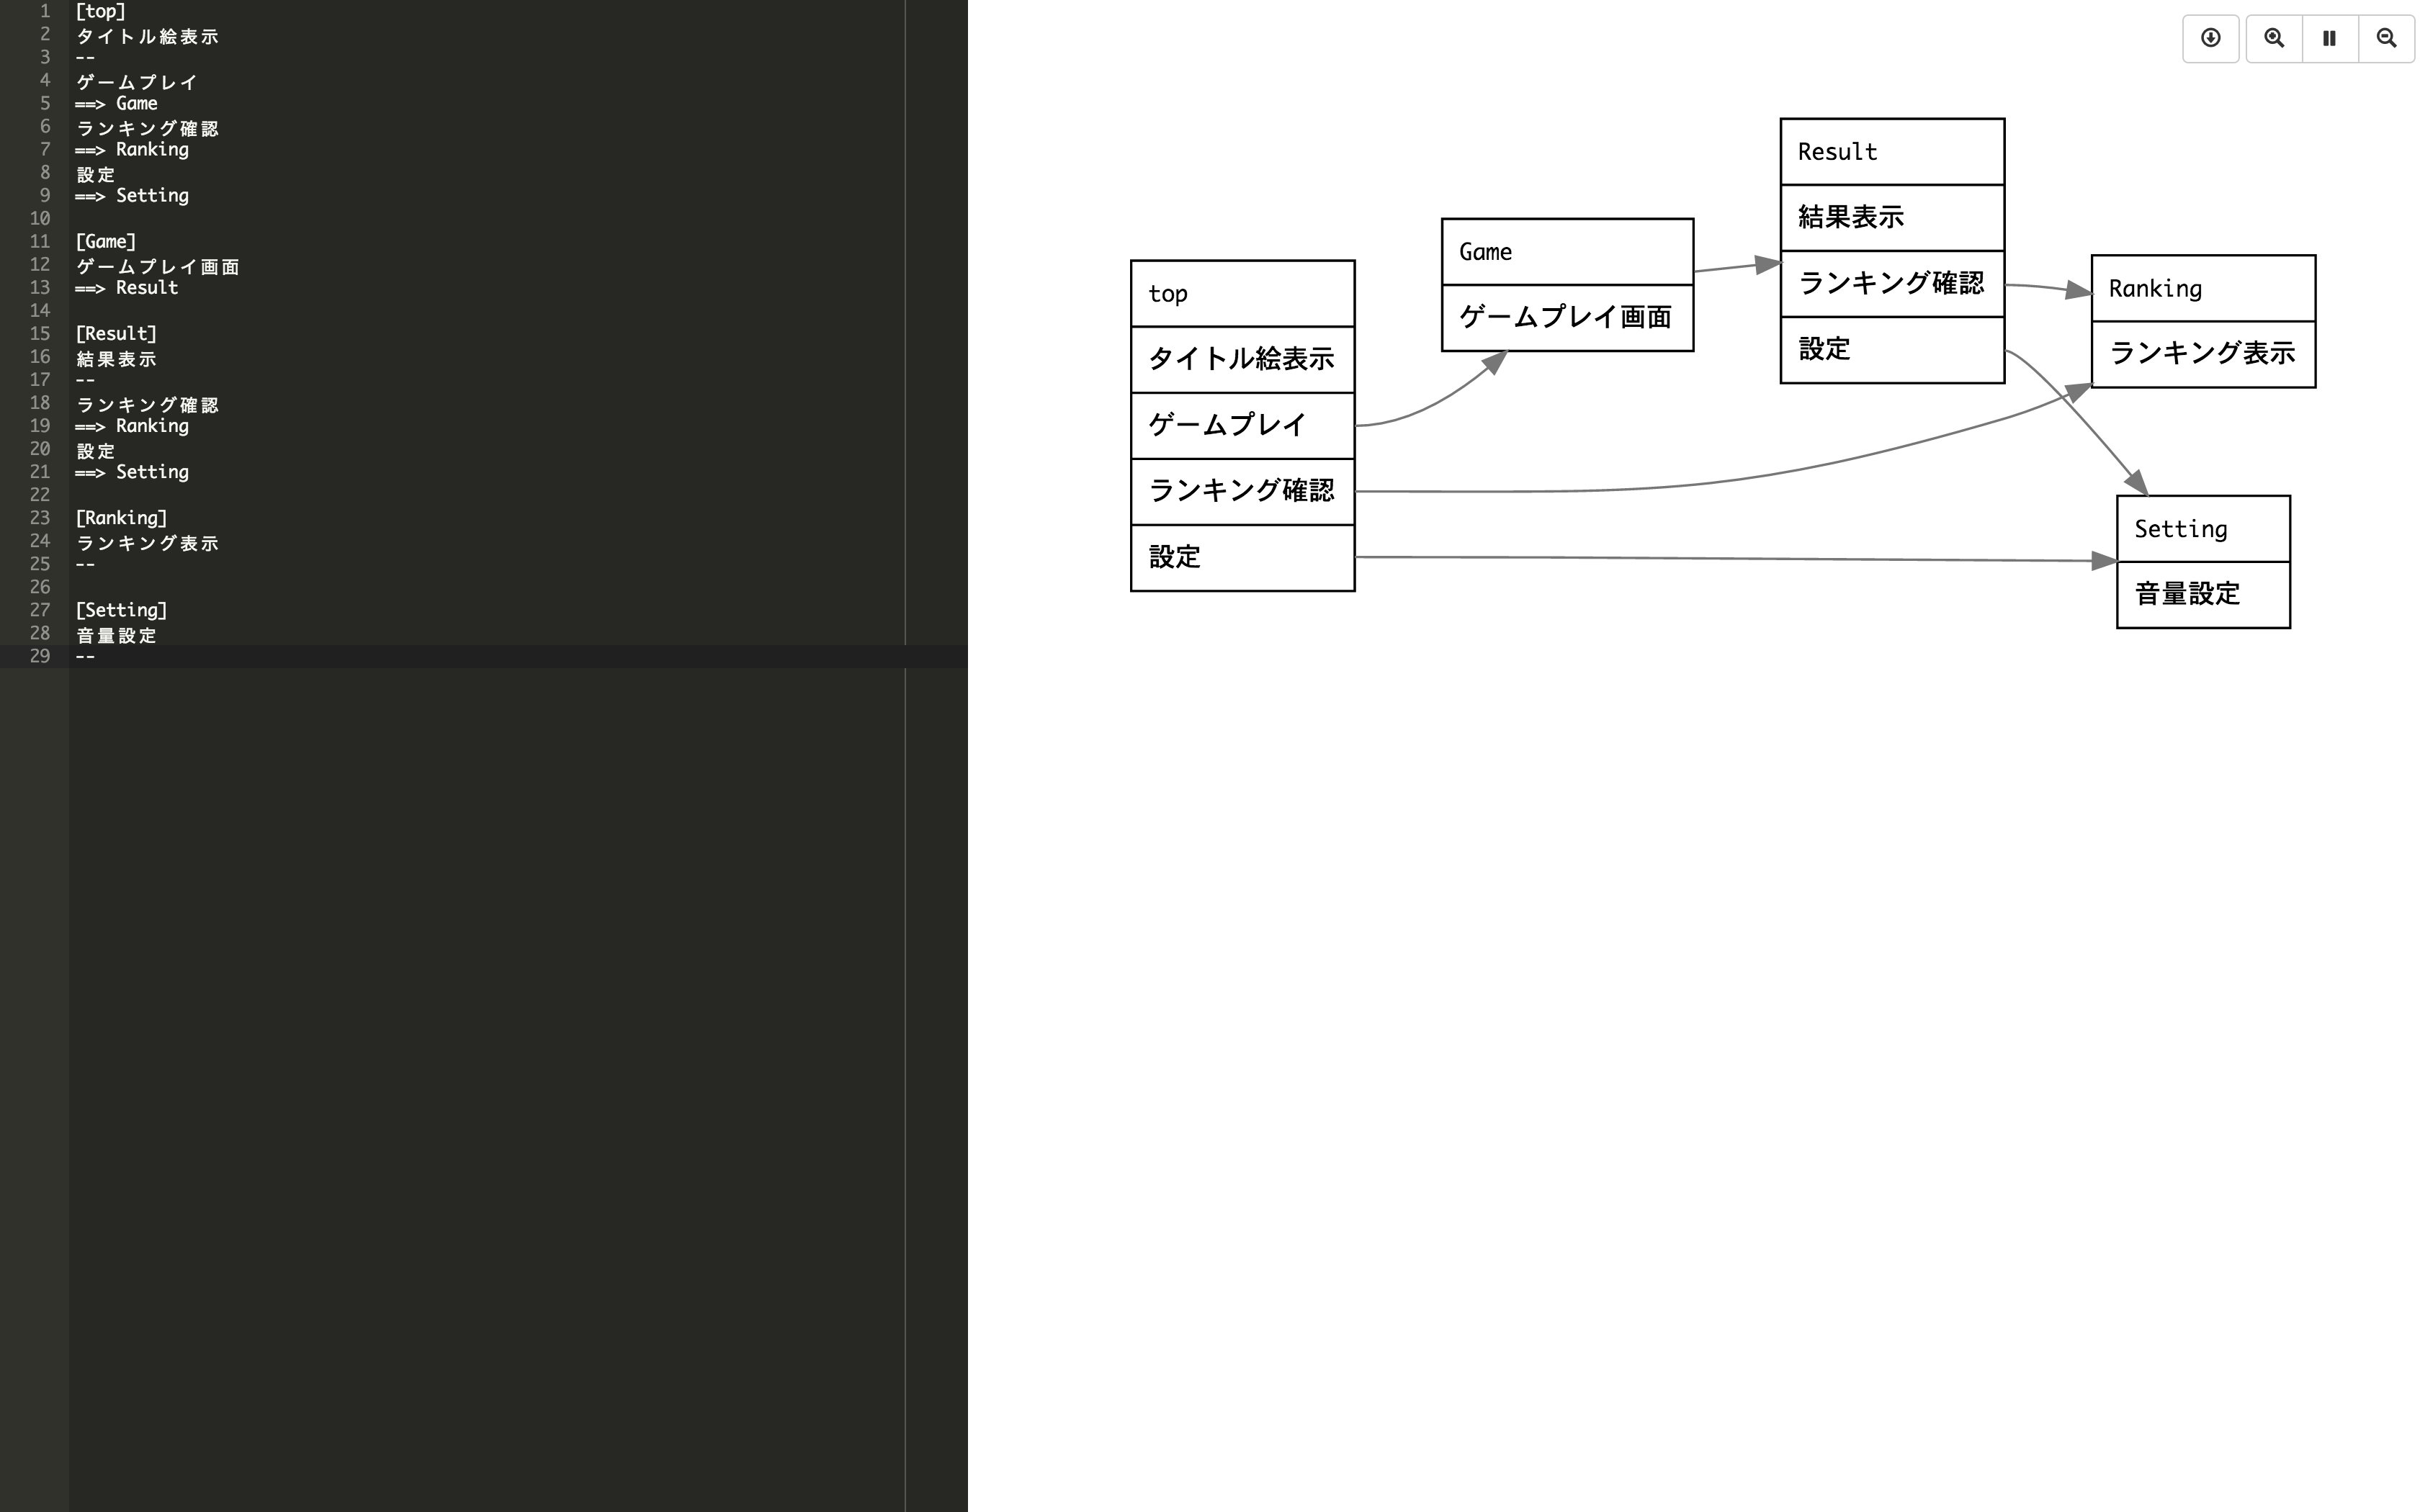 1 [top]
2 タイトル絵表示
3 --
4 ゲームプレイ
5 ==> Game
6 ランキング確認
7 ==> Ranking
8 設定
9 ==> Setting
10
11 [Game]
12 ゲームプレイ画面
13 ==> Result
14
15 [Result]
16 結果表示
17 --
18 ランキング確認
19 ==> Ranking
20 設定
21 ==> Setting
22
23 [Ranking]
24 ランキング表示
25 --
26
27 [Setting]
28 音量設定
29 --
top
タイトル絵表示
ゲームプレイ
ランキング確認
設定
Game
ゲームプレイ画面
Result
結果表示
ランキング確認
設定
Ranking
ランキング表示
Setting
音量設定